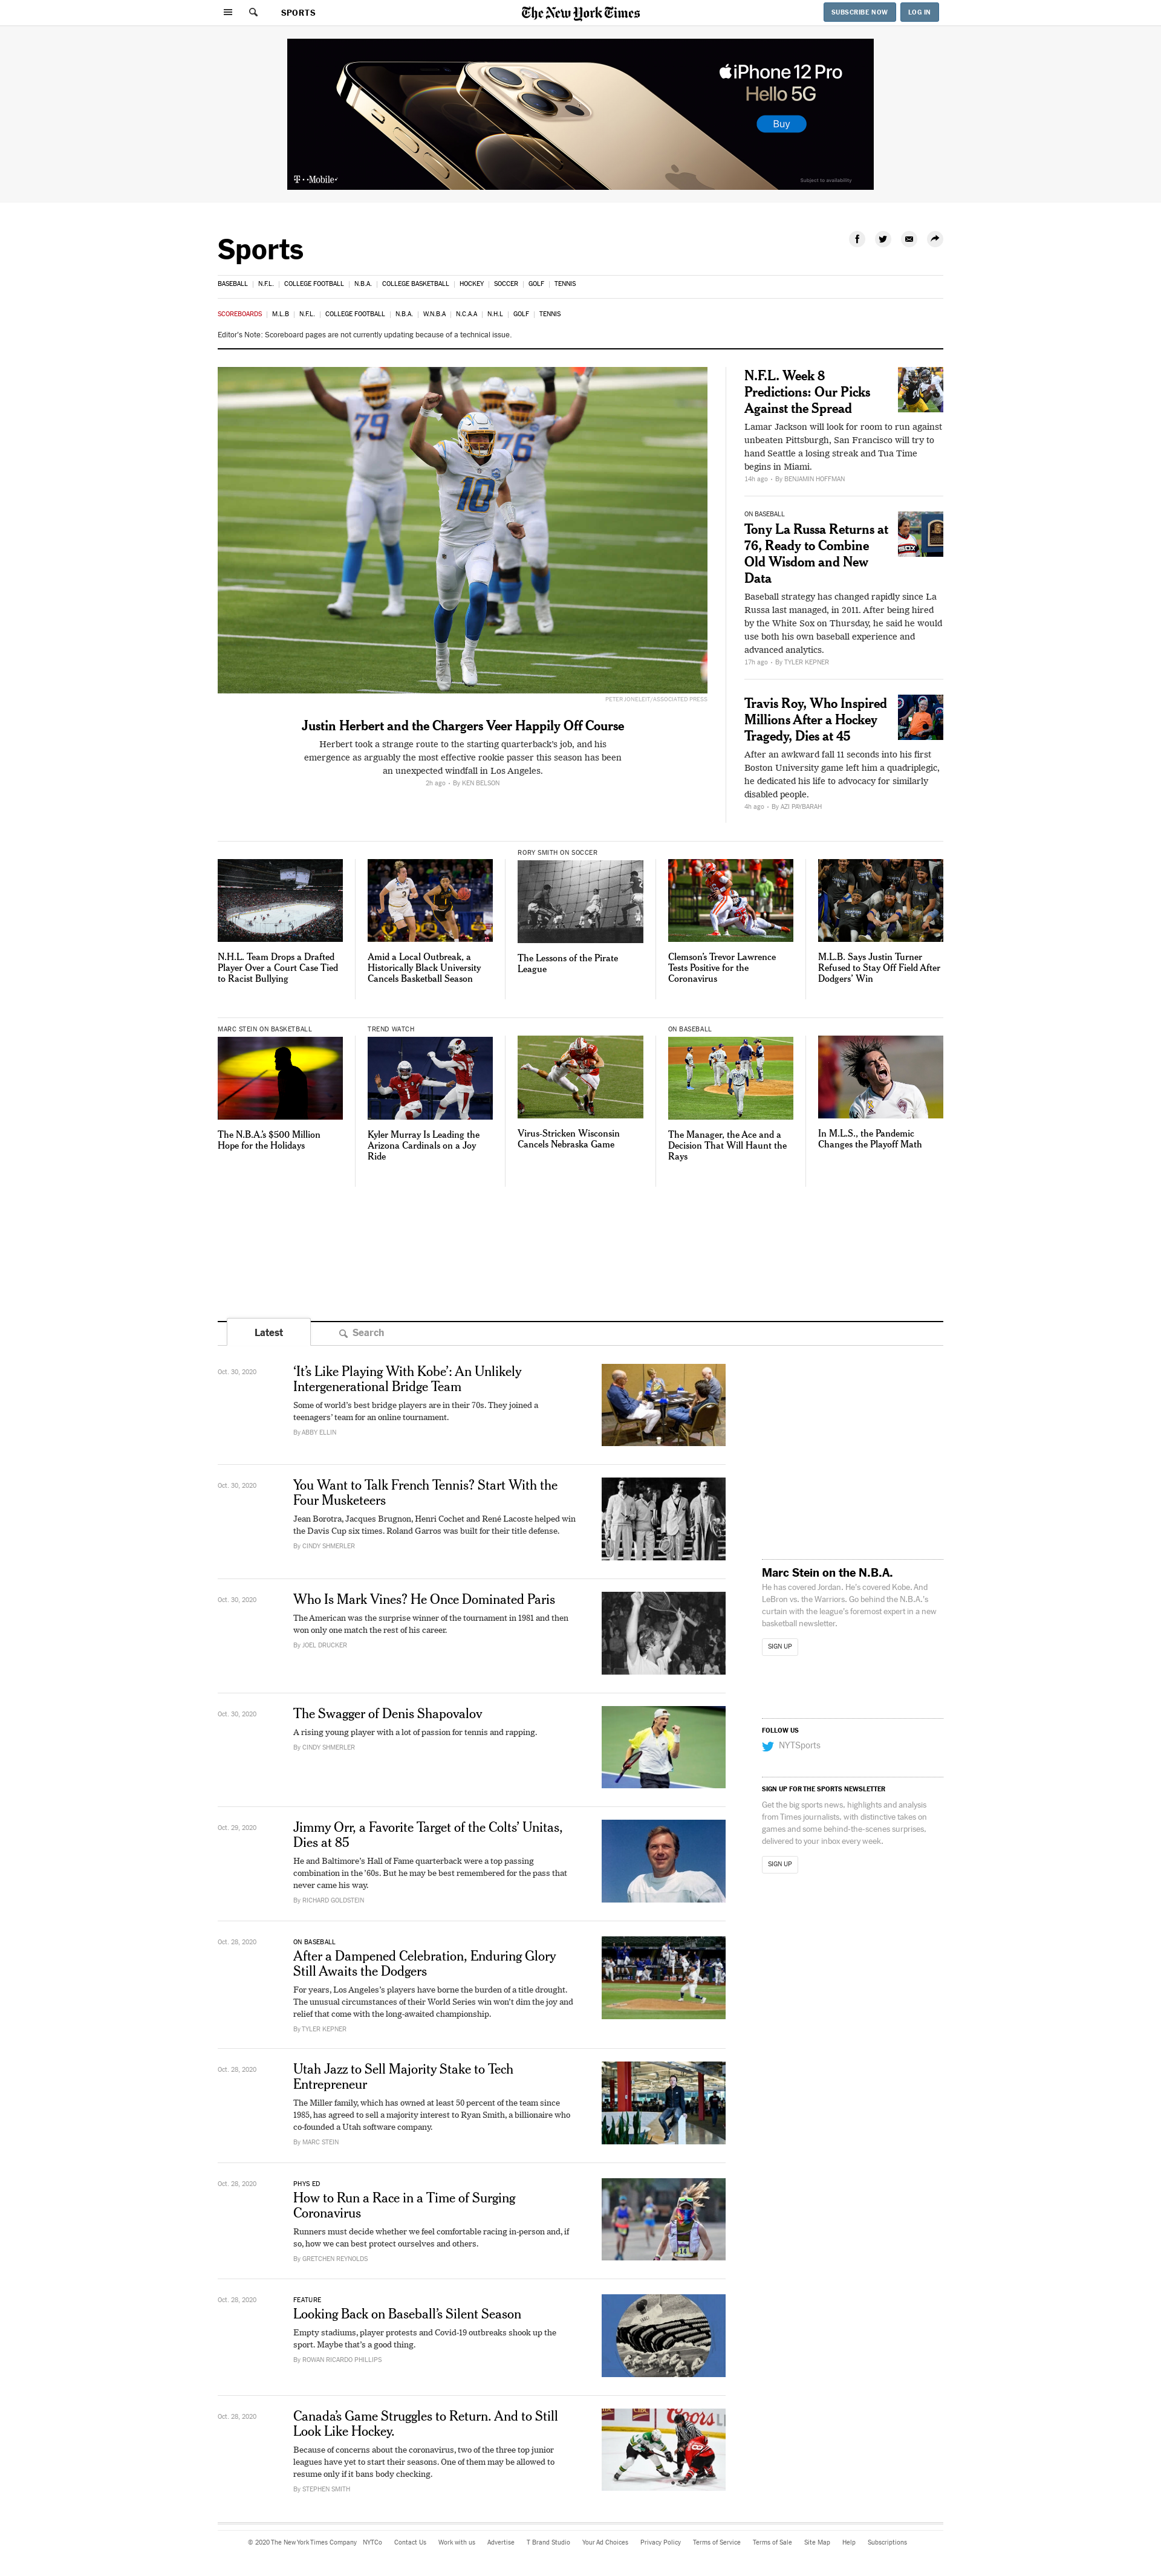 SPORTS
The New York Times
SUBSCRIBE NOW
LOG IN
iPhone 12 Pro
Hello 5G
Buy
T-Mobile
Subject to availability
Sports
BASEBALL | N.F.L. | COLLEGE FOOTBALL | N.B.A. | COLLEGE BASKETBALL | HOCKEY | SOCCER | GOLF | TENNIS
SCOREBOARDS | M.L.B | N.F.L. | COLLEGE FOOTBALL | N.B.A. | W.N.B.A | N.C.A.A | N.H.L | GOLF | TENNIS
Editor's Note: Scoreboard pages are not currently updating because of a technical issue.
79
76
10
PETER JONELEIT/ASSOCIATED PRESS
Justin Herbert and the Chargers Veer Happily Off Course
Herbert took a strange route to the starting quarterback's job, and his
emergence as arguably the most effective rookie passer this season has been
an unexpected windfall in Los Angeles.
2h ago • By KEN BELSON
N.F.L. Week 8
Predictions: Our Picks
Against the Spread
Lamar Jackson will look for room to run against
unbeaten Pittsburgh, San Francisco will try to
hand Seattle a losing streak and Tua Time
begins in Miami.
14h ago • By BENJAMIN HOFFMAN
ON BASEBALL
Tony La Russa Returns at
76, Ready to Combine
Old Wisdom and New
Data
Baseball strategy has changed rapidly since La
Russa last managed, in 2011. After being hired
by the White Sox on Thursday, he said he would
use both his own baseball experience and
advanced analytics.
17h ago • By TYLER KEPNER
Travis Roy, Who Inspired
Millions After a Hockey
Tragedy, Dies at 45
After an awkward fall 11 seconds into his first
Boston University game left him a quadriplegic,
he dedicated his life to advocacy for similarly
disabled people.
4h ago • By AZI PAYBARAH
N.H.L. Team Drops a Drafted
Player Over a Court Case Tied
to Racist Bullying
Amid a Local Outbreak, a
Historically Black University
Cancels Basketball Season
RORY SMITH ON SOCCER
The Lessons of the Pirate
League
Clemson's Trevor Lawrence
Tests Positive for the
Coronavirus
M.L.B. Says Justin Turner
Refused to Stay Off Field After
Dodgers' Win
MARC STEIN ON BASKETBALL
The N.B.A.'s $500 Million
Hope for the Holidays
TREND WATCH
Kyler Murray Is Leading the
Arizona Cardinals on a Joy
Ride
Virus-Stricken Wisconsin
Cancels Nebraska Game
ON BASEBALL
The Manager, the Ace and a
Decision That Will Haunt the
Rays
In M.L.S., the Pandemic
Changes the Playoff Math
Latest
Search
Oct. 30, 2020
‘It's Like Playing With Kobe’: An Unlikely
Intergenerational Bridge Team
Some of world's best bridge players are in their 70s. They joined a
teenagers' team for an online tournament.
By ABBY ELLIN
Oct. 30, 2020
You Want to Talk French Tennis? Start With the
Four Musketeers
Jean Borotra, Jacques Brugnon, Henri Cochet and René Lacoste helped win
the Davis Cup six times. Roland Garros was built for their title defense.
By CINDY SHMERLER
Oct. 30, 2020
Who Is Mark Vines? He Once Dominated Paris
The American was the surprise winner of the tournament in 1981 and then
won only one match the rest of his career.
By JOEL DRUCKER
Oct. 30, 2020
The Swagger of Denis Shapovalov
A rising young player with a lot of passion for tennis and rapping.
By CINDY SHMERLER
Oct. 29, 2020
Jimmy Orr, a Favorite Target of the Colts' Unitas,
Dies at 85
He and Baltimore's Hall of Fame quarterback were a top passing
combination in the '60s. But he may be best remembered for the pass that
never came his way.
By RICHARD GOLDSTEIN
Oct. 28, 2020
ON BASEBALL
After a Dampened Celebration, Enduring Glory
Still Awaits the Dodgers
For years, Los Angeles's players have borne the burden of a title drought.
The unusual circumstances of their World Series win won't dim the joy and
relief that come with the long-awaited championship.
By TYLER KEPNER
Oct. 28, 2020
Utah Jazz to Sell Majority Stake to Tech
Entrepreneur
The Miller family, which has owned at least 50 percent of the team since
1985, has agreed to sell a majority interest to Ryan Smith, a billionaire who
co-founded a Utah software company.
By MARC STEIN
Oct. 28, 2020
PHYS ED
How to Run a Race in a Time of Surging
Coronavirus
Runners must decide whether we feel comfortable racing in-person and, if
so, how we can best protect ourselves and others.
By GRETCHEN REYNOLDS
Oct. 28, 2020
FEATURE
Looking Back on Baseball's Silent Season
Empty stadiums, player protests and Covid-19 outbreaks shook up the
sport. Maybe that's a good thing.
By ROWAN RICARDO PHILLIPS
Oct. 28, 2020
Canada's Game Struggles to Return. And to Still
Look Like Hockey.
Because of concerns about the coronavirus, two of the three top junior
leagues have yet to start their seasons. One of them may be allowed to
resume only if it bans body checking.
By STEPHEN SMITH
Coors L
Marc Stein on the N.B.A.
He has covered Jordan. He's covered Kobe. And
LeBron vs. the Warriors. Go behind the N.B.A.'s
curtain with the league's foremost expert in a new
basketball newsletter.
SIGN UP
FOLLOW US
NYTSports
SIGN UP FOR THE SPORTS NEWSLETTER
Get the big sports news, highlights and analysis
from Times journalists, with distinctive takes on
games and some behind-the-scenes surprises,
delivered to your inbox every week.
SIGN UP
© 2020 The New York Times Company NYTCo Contact Us Work with us Advertise T Brand Studio Your Ad Choices Privacy Policy Terms of Service Terms of Sale Site Map Help Subscriptions